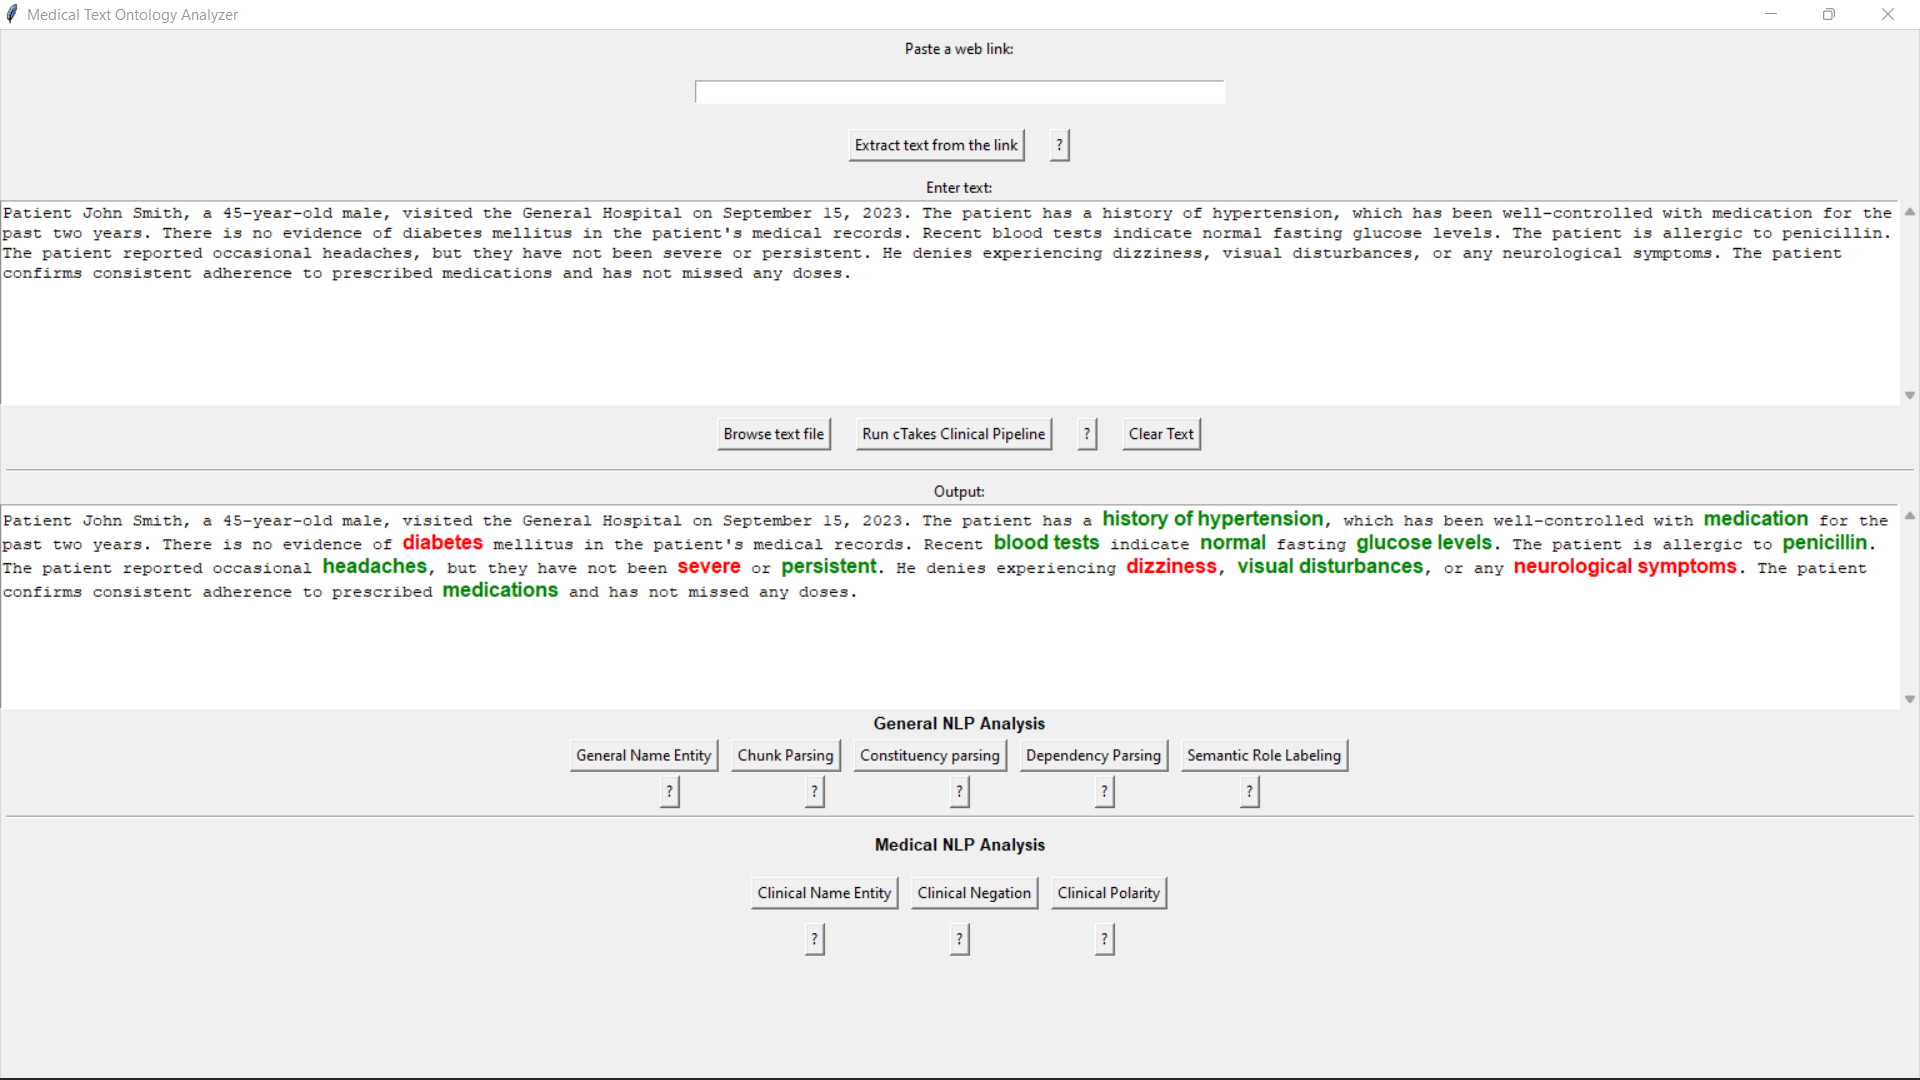 Medical Text Ontology Analyzer
Paste a web link:
Extract text from the link ?
Enter text:
Patient John Smith, a 45-year-old male, visited the General Hospital on September 15, 2023. The patient has a history of hypertension, which has been well-controlled with medication for the
past two years. There is no evidence of diabetes mellitus in the patient's medical records. Recent blood tests indicate normal fasting glucose levels. The patient is allergic to penicillin.
The patient reported occasional headaches, but they have not been severe or persistent. He denies experiencing dizziness, visual disturbances, or any neurological symptoms. The patient
confirms consistent adherence to prescribed medications and has not missed any doses.
Browse text file Run cTakes Clinical Pipeline ? Clear Text
Output:
Patient John Smith, a 45-year-old male, visited the General Hospital on September 15, 2023. The patient has a history of hypertension, which has been well-controlled with medication for the
past two years. There is no evidence of diabetes mellitus in the patient's medical records. Recent blood tests indicate normal fasting glucose levels. The patient is allergic to penicillin.
The patient reported occasional headaches, but they have not been severe or persistent. He denies experiencing dizziness, visual disturbances, or any neurological symptoms. The patient
confirms consistent adherence to prescribed medications and has not missed any doses.
General NLP Analysis
General Name Entity Chunk Parsing Constituency parsing Dependency Parsing Semantic Role Labeling
? ? ? ? ?
Medical NLP Analysis
Clinical Name Entity Clinical Negation Clinical Polarity
? ? ?